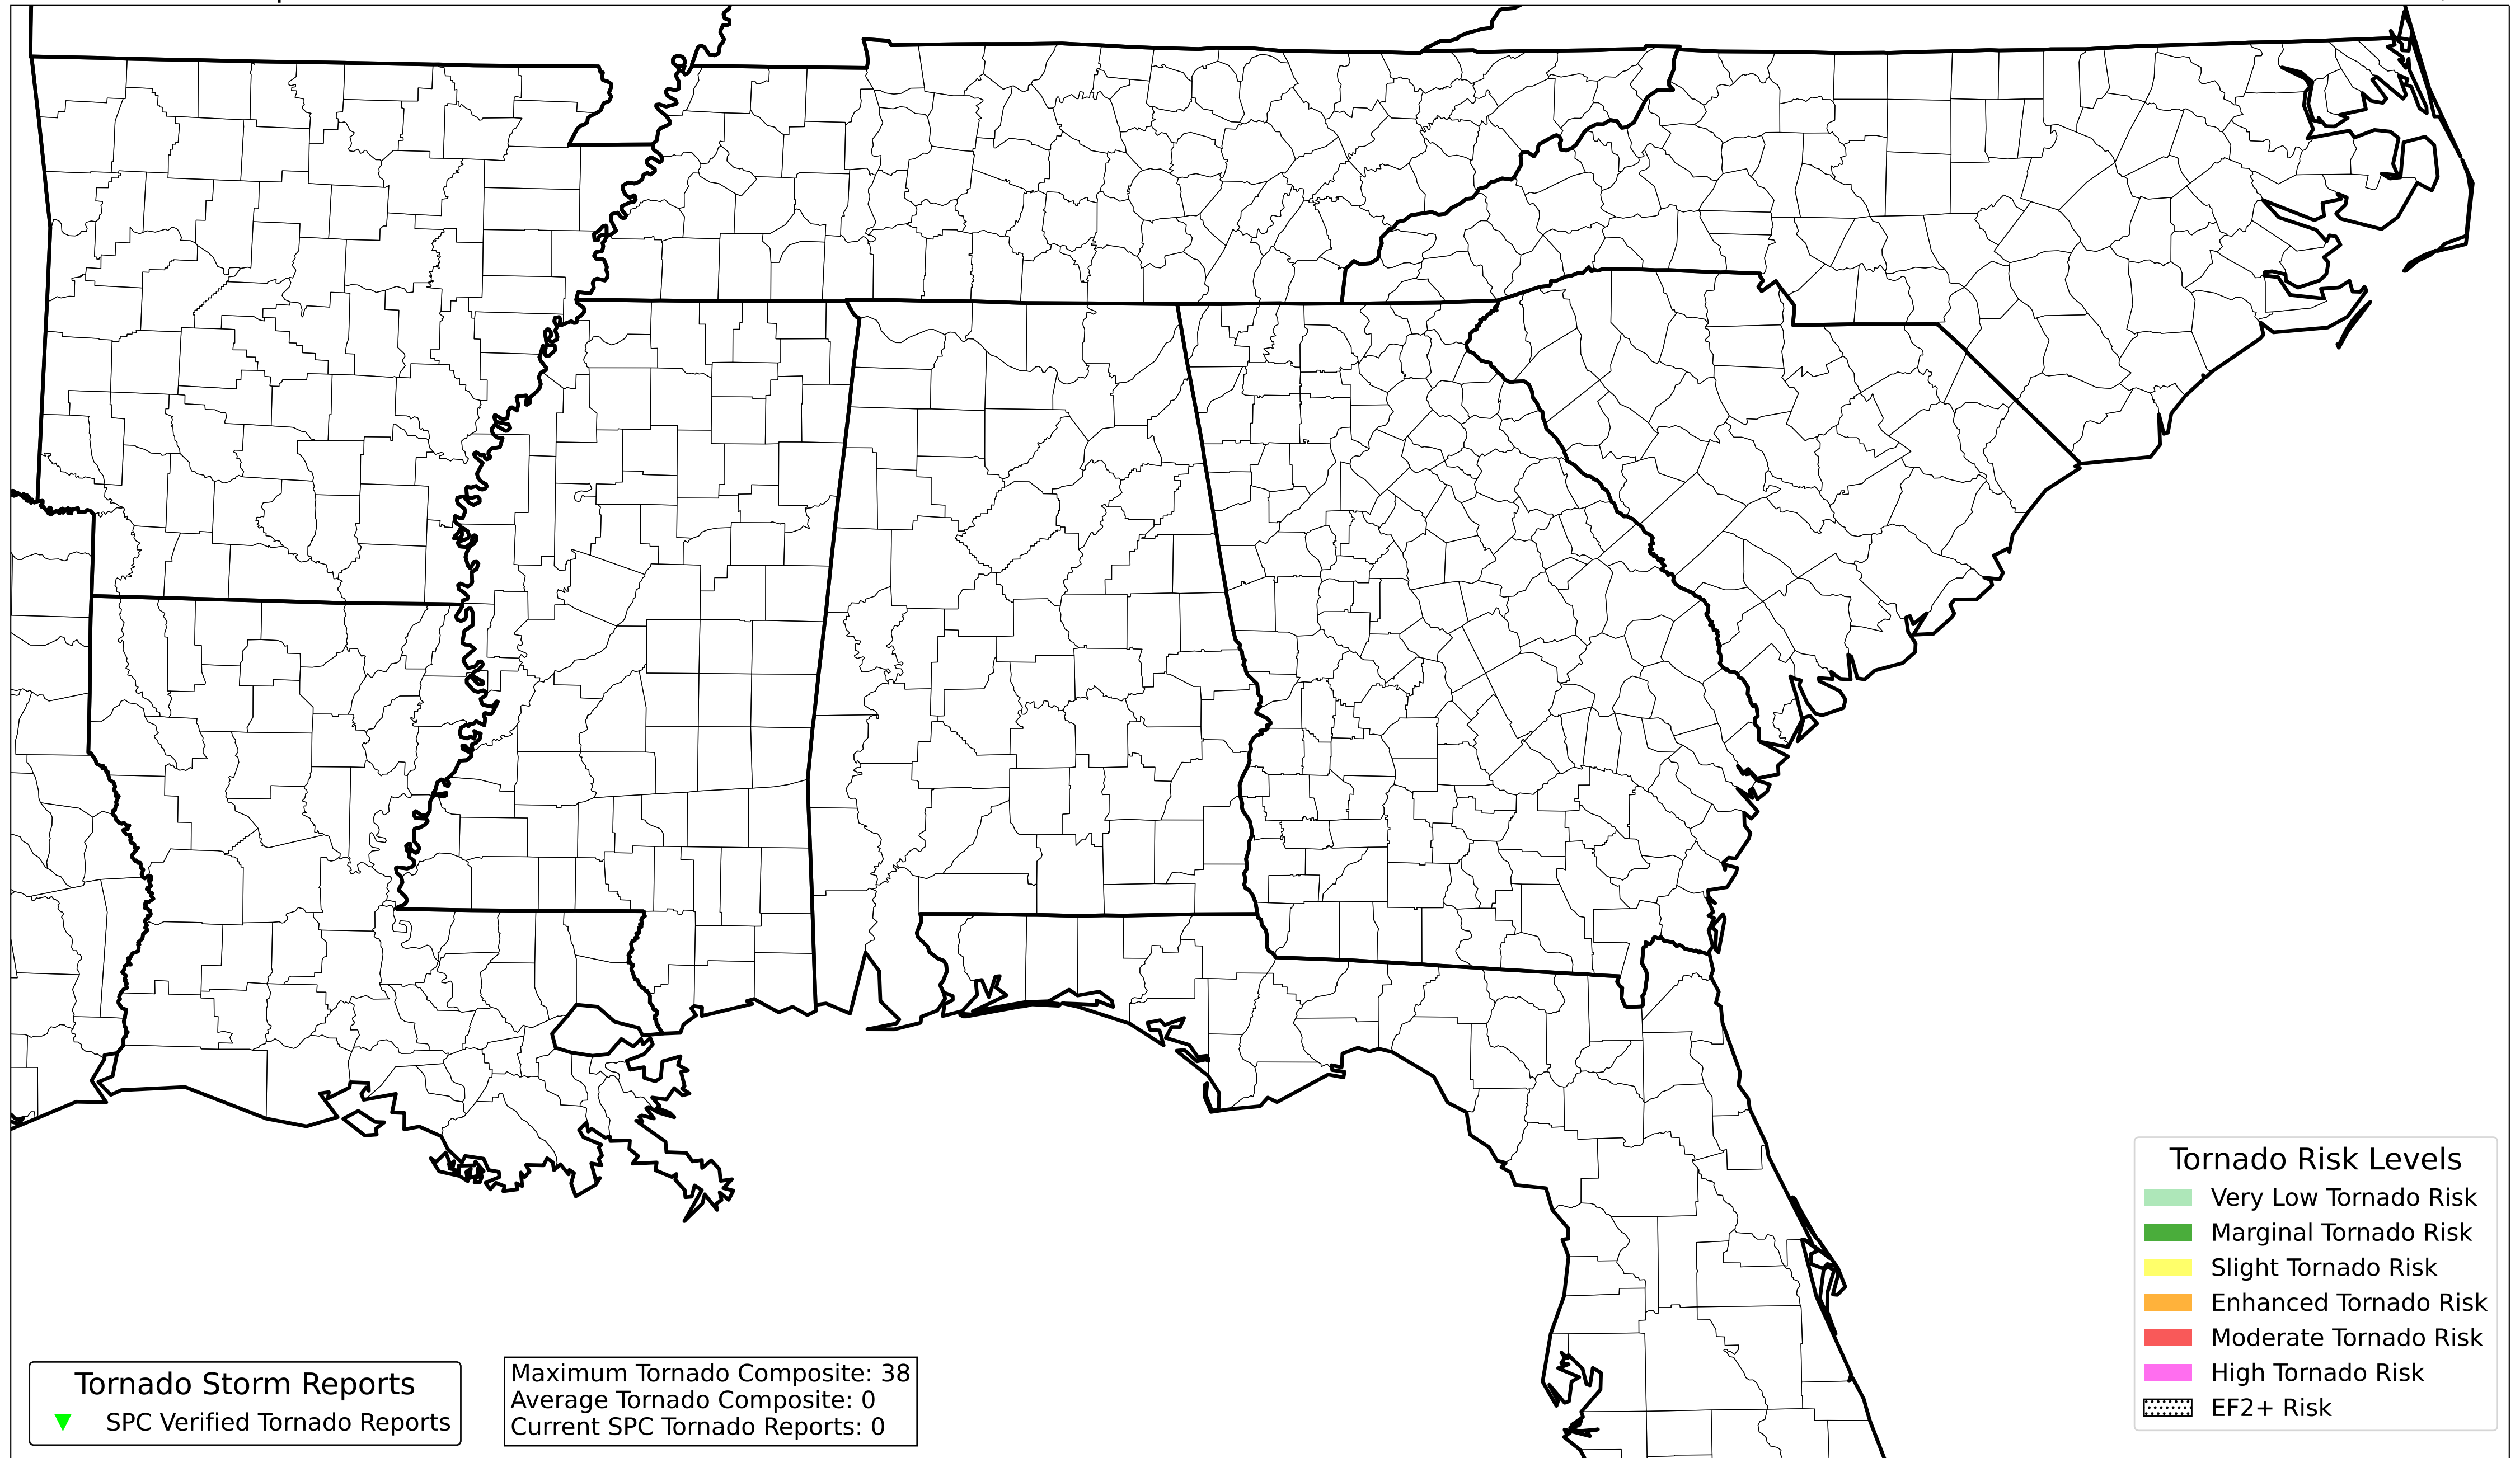 Tornado Risk Levels
Very Low Tornado Risk
Marginal Tornado Risk
Slight Tornado Risk
Enhanced Tornado Risk
Moderate Tornado Risk
High Tornado Risk
EF2+ Risk
Tornado Storm Reports
SPC Verified Tornado Reports
Maximum Tornado Composite: 38
Average Tornado Composite: 0
Current SPC Tornado Reports: 0